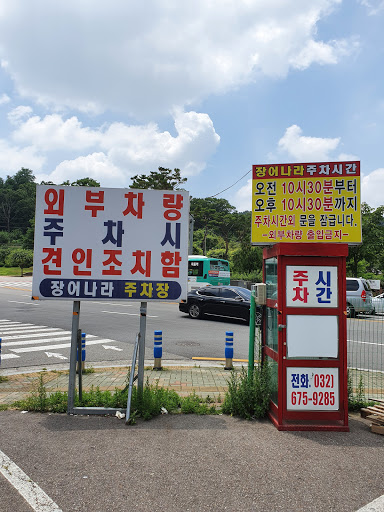 외부차량
주차시
견인조치함
장어나라 주차장
장어나라주차시간
오전 10시30분부터
오후 10시30분까지
주차시간외 문을 잠급니다.
~외부차량 출입금지~
주차 시간
전화:032)
675-9285